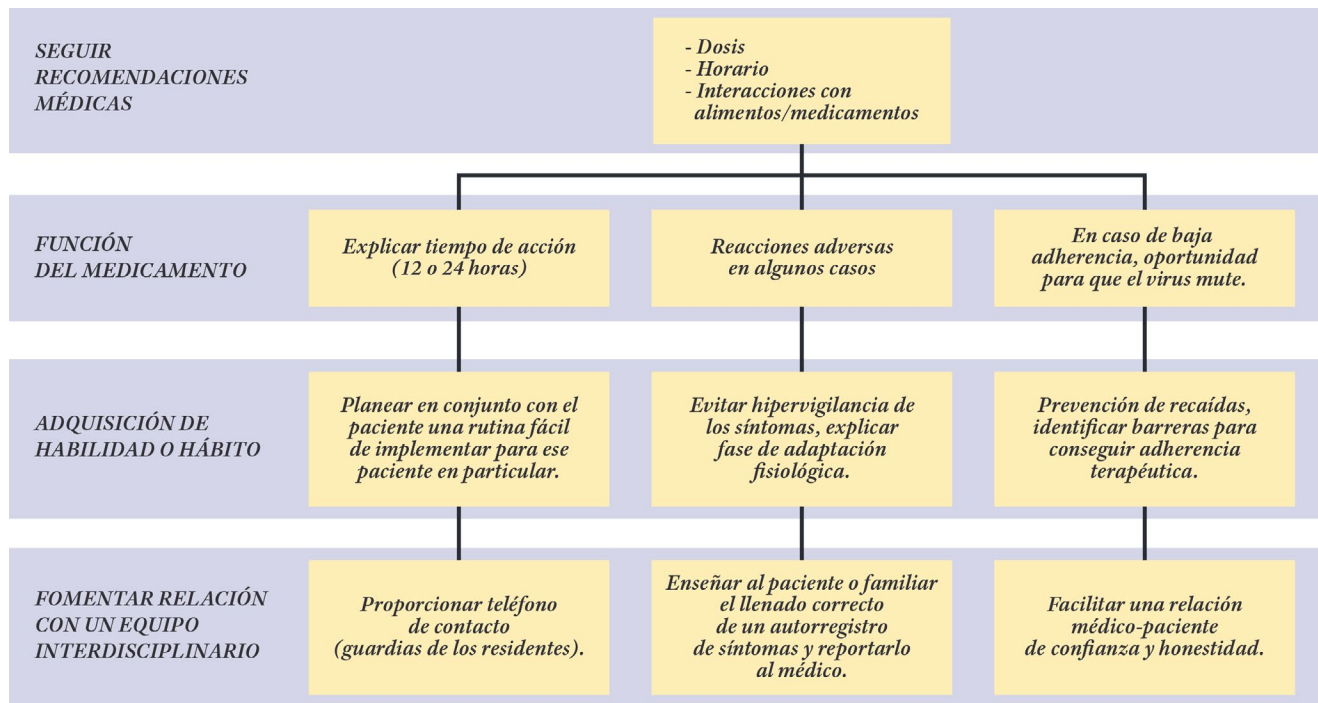 SEGUIR
RECOMENDACIONES
MÉDICAS
- Dosis
- Horario
- Interacciones con
alimentos/medicamentos
FUNCIÓN
DEL MEDICAMENTO
Explicar tiempo de acción
(12 o 24 horas)
Reacciones adversas
en algunos casos
En caso de baja
adherencia, oportunidad
para que el virus mute.
ADQUISICIÓN DE
HABILIDAD O HÁBITO
Planear en conjunto con el
paciente una rutina fácil
de implementar para ese
paciente en particular.
Evitar hipervigilancia de
los síntomas, explicar
fase de adaptación
fisiológica.
Prevención de recaídas,
identificar barreras para
conseguir adherencia
terapéutica.
FOMENTAR RELACIÓN
CON UN EQUIPO
INTERDISCIPLINARIO
Proporcionar teléfono
de contacto
(guardias de los residentes).
Enseñar al paciente o familiar
el llenado correcto
de un autorregistro
de síntomas y reportarlo
al médico.
Facilitar una relación
médico-paciente
de confianza y honestidad.